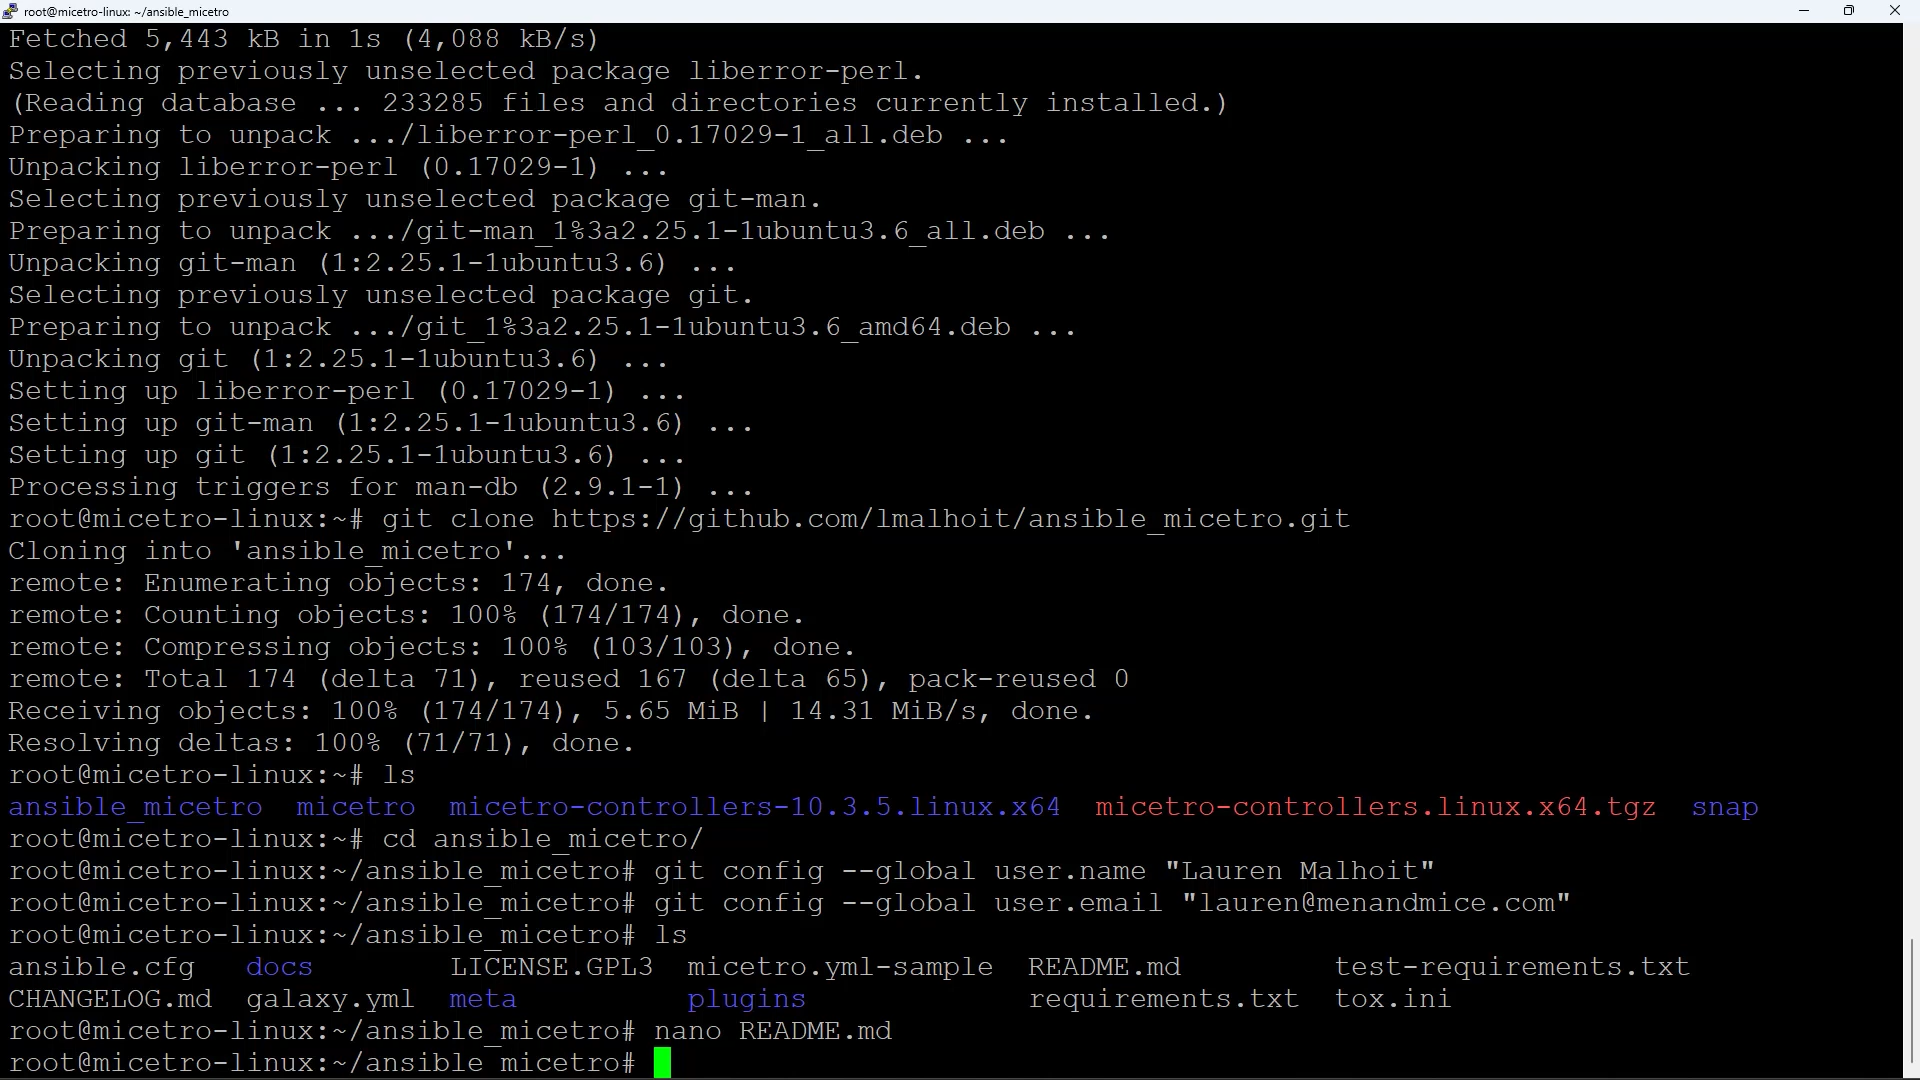 root@micetro-linux: ~/ansible_micetro
Fetched 5,443 kB in 1s (4,088 kB/s)
Selecting previously unselected package liberror-perl.
(Reading database ... 233285 files and directories currently installed.)
Preparing to unpack .../liberror-perl_0.17029-1_all.deb ...
Unpacking liberror-perl (0.17029-1) ...
Selecting previously unselected package git-man.
Preparing to unpack .../git-man_1%3a2.25.1-1ubuntu3.6_all.deb ...
Unpacking git-man (1:2.25.1-1ubuntu3.6) ...
Selecting previously unselected package git.
Preparing to unpack .../git_1%3a2.25.1-1ubuntu3.6_amd64.deb ...
Unpacking git (1:2.25.1-1ubuntu3.6) ...
Setting up liberror-perl (0.17029-1) ...
Setting up git-man (1:2.25.1-1ubuntu3.6) ...
Setting up git (1:2.25.1-1ubuntu3.6) ...
Processing triggers for man-db (2.9.1-1) ...
root@micetro-linux:~# git clone https://github.com/lmalhoit/ansible_micetro.git
Cloning into 'ansible_micetro'...
remote: Enumerating objects: 174, done.
remote: Counting objects: 100% (174/174), done.
remote: Compressing objects: 100% (103/103), done.
remote: Total 174 (delta 71), reused 167 (delta 65), pack-reused 0
Receiving objects: 100% (174/174), 5.65 MiB | 14.31 MiB/s, done.
Resolving deltas: 100% (71/71), done.
root@micetro-linux:~# ls
ansible_micetro  micetro  micetro-controllers-10.3.5.linux.x64  micetro-controllers.linux.x64.tgz  snap
root@micetro-linux:~# cd ansible_micetro/
root@micetro-linux:~/ansible_micetro# git config --global user.name "Lauren Malhoit"
root@micetro-linux:~/ansible_micetro# git config --global user.email "lauren@menandmice.com"
root@micetro-linux:~/ansible_micetro# ls
ansible.cfg   docs        LICENSE.GPL3  micetro.yml-sample  README.md         test-requirements.txt
CHANGELOG.md  galaxy.yml  meta          plugins             requirements.txt  tox.ini
root@micetro-linux:~/ansible_micetro# nano README.md
root@micetro-linux:~/ansible_micetro#